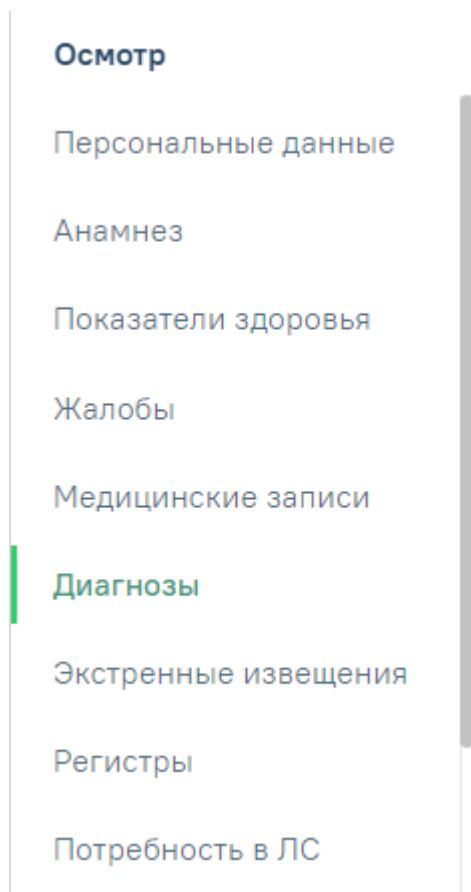 Осмотр
Персональные данные
Анамнез
Показатели здоровья
Жалобы
Медицинские записи
Диагнозы
Экстренные извещения
Регистры
Потребность в ЛС